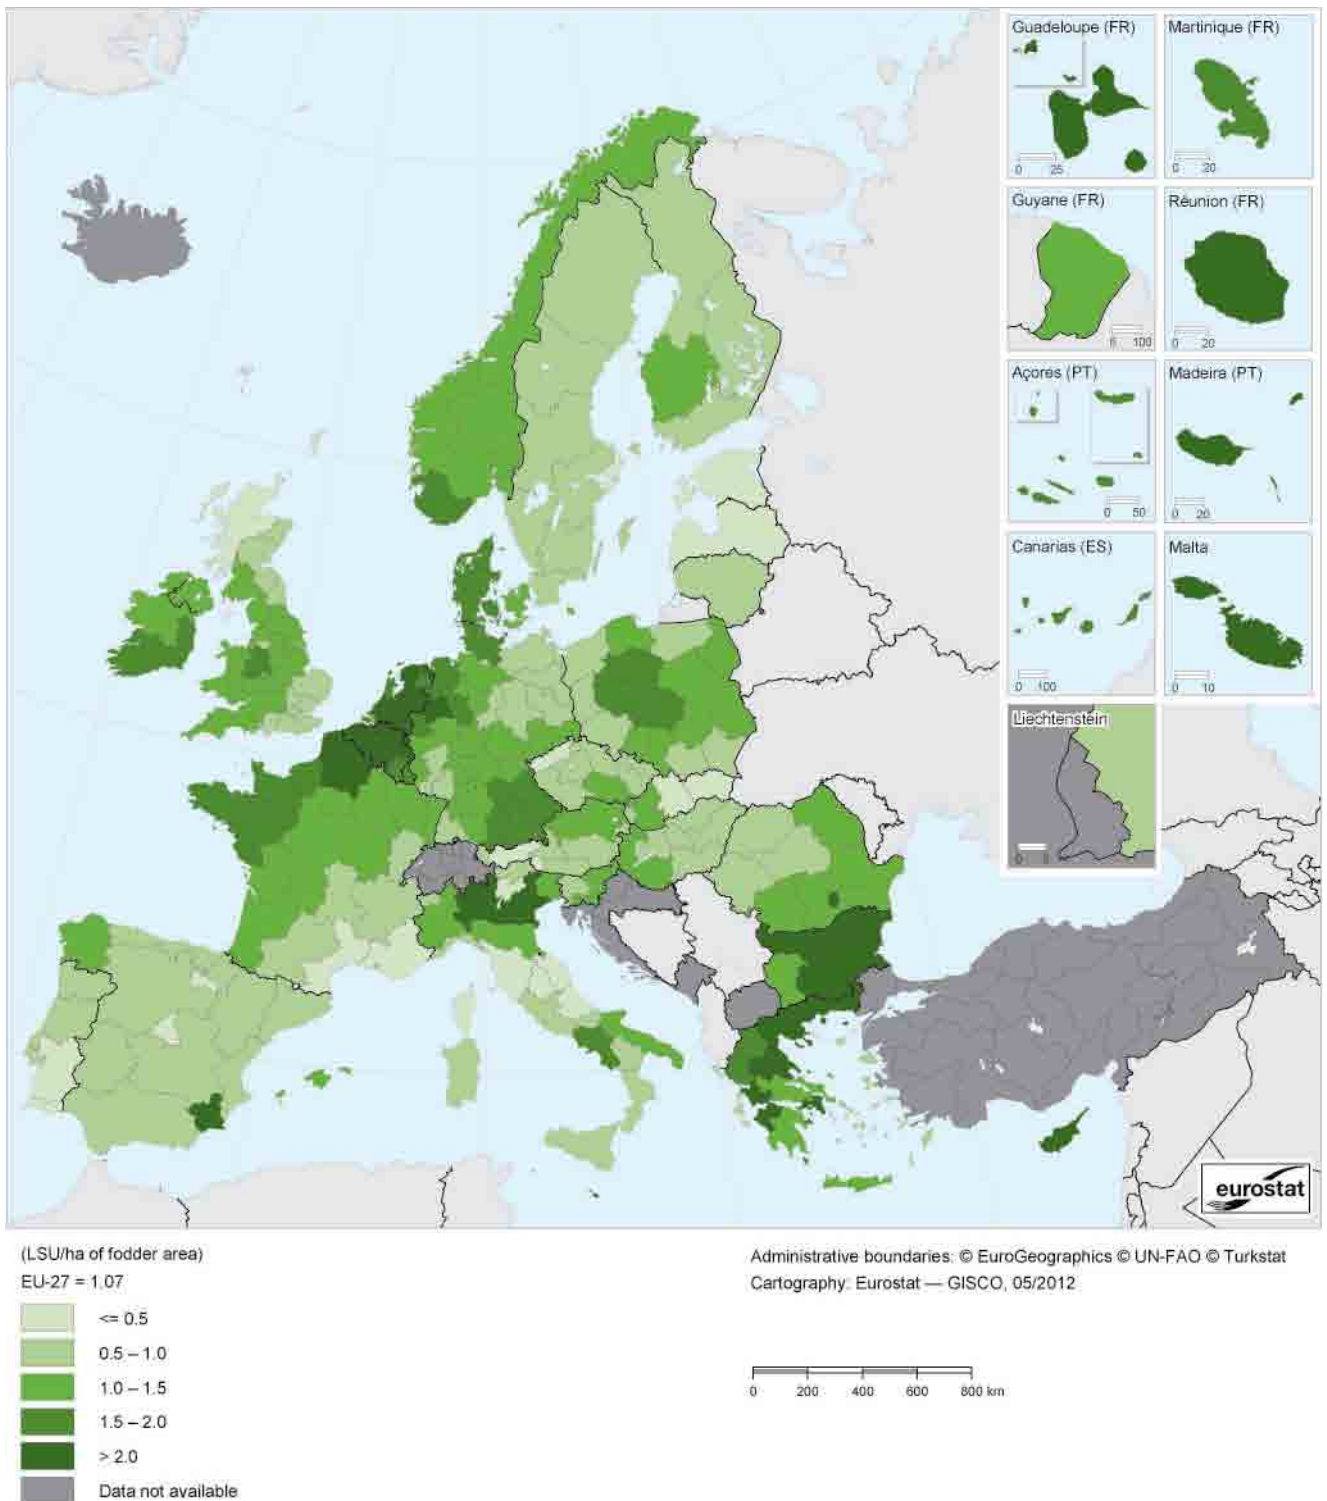 Guadeloupe (FR)
0 25
Martinique (FR)
0 20
Guyane (FR)
0 100
Réunion (FR)
0 20
Açores (PT)
0 50
Madeira (PT)
0 20
Canarias (ES)
0 100
Malta
0 10
Liechtenstein
0
eurostat
(LSU/ha of fodder area)
EU-27 = 1.07
<= 0.5
0.5 – 1.0
1.0 – 1.5
1.5 – 2.0
> 2.0
Data not available
Administrative boundaries: © EuroGeographics © UN-FAO © Turkstat
Cartography: Eurostat — GISCO, 05/2012
0 200 400 600 800 km